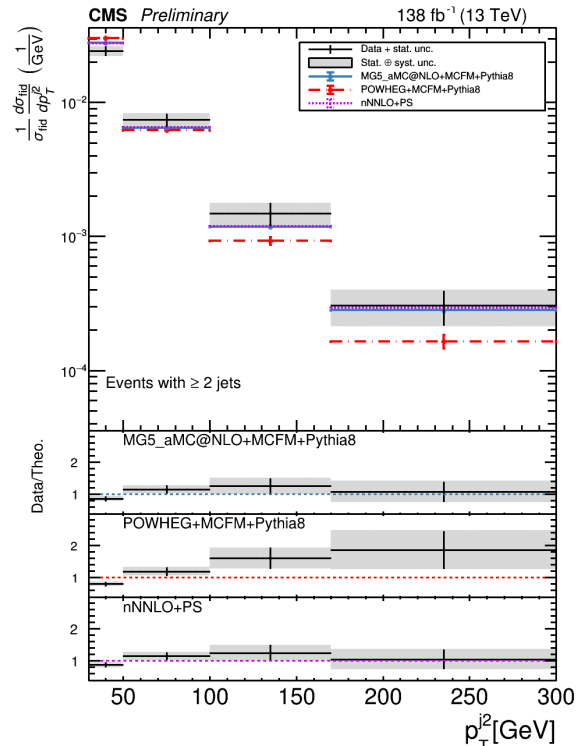 CMS Preliminary 138 fb⁻¹ (13 TeV)
1/σ_fid dσ_fid/dp_T^j2 (1/GeV)
Data + stat. unc.
Stat. ⊕ syst. unc.
MG5_aMC@NLO+MCFM+Pythia8
POWHEG+MCFM+Pythia8
nNNLO+PS
10⁻²
10⁻³
10⁻⁴
Events with ≥ 2 jets
Data/Theo.
MG5_aMC@NLO+MCFM+Pythia8
2
1
POWHEG+MCFM+Pythia8
2
1
nNNLO+PS
2
1
50 100 150 200 250 300
p_T^j2[GeV]